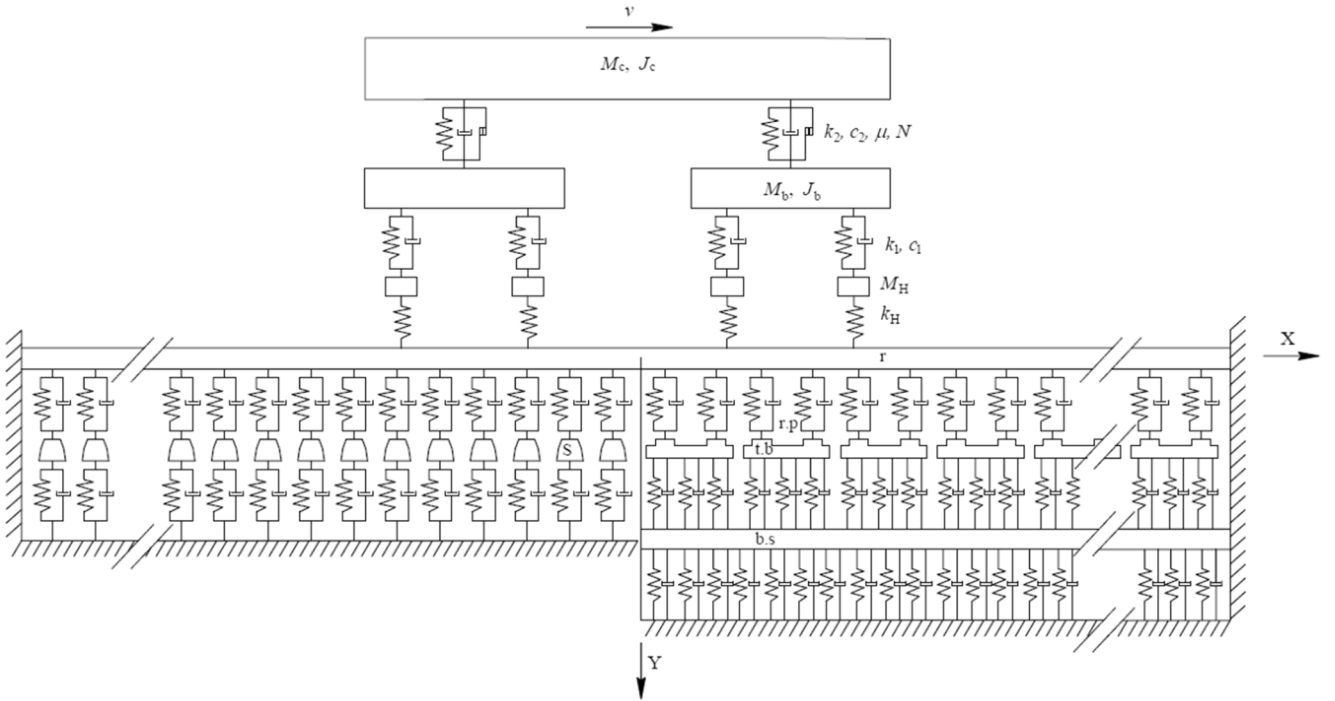 v
Mc, Jc
k2, c2, μ, N
Mb, Jb
k1, c1
MH
kH
X
r
r.p
S
t.b
b.s
Y